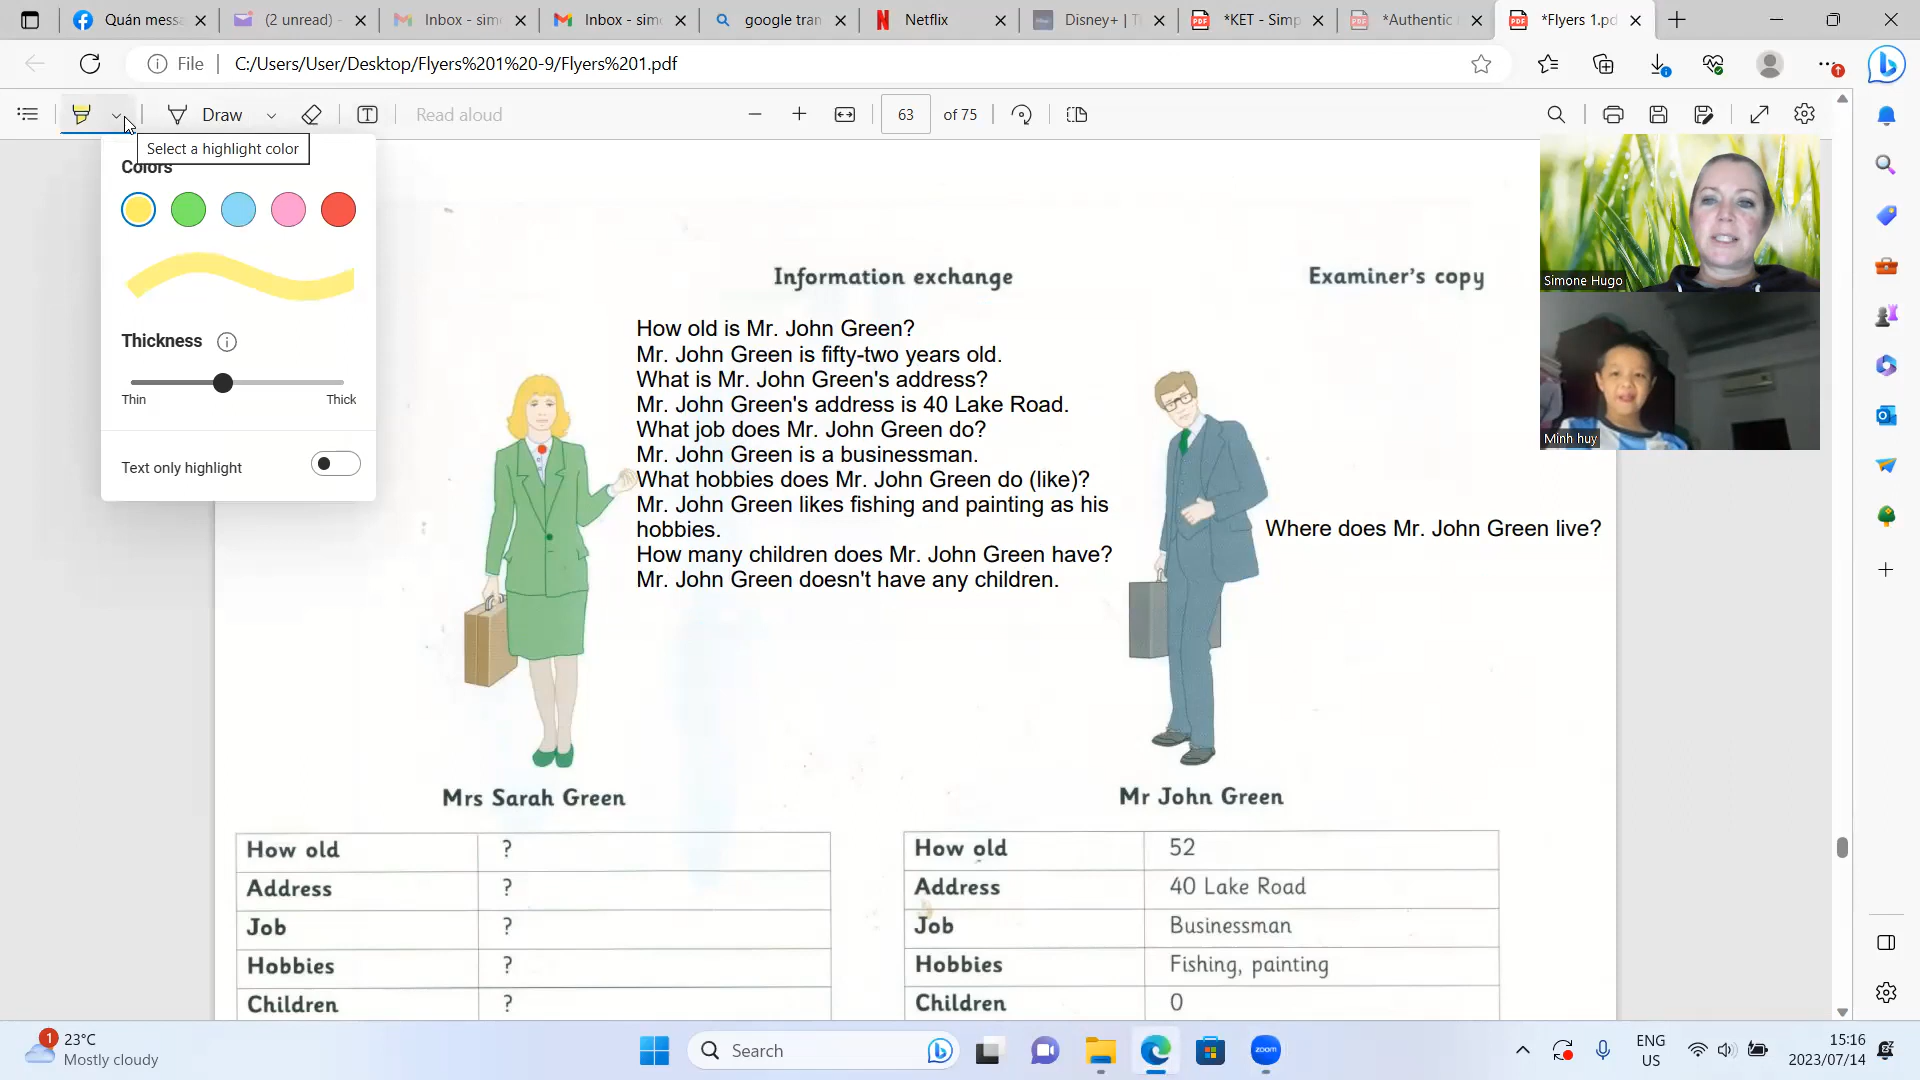 Quán messa
(2 unread) -
Inbox - simo
Inbox - simo
google tran
Netflix
Disney+ | T
*KET - Simp
*Authentic
*Flyers 1.pd
File
C:/Users/User/Desktop/Flyers%201%20-9/Flyers%201.pdf
Draw
Read aloud
63
of 75
Select a highlight color
Colors
Thickness
Thin
Thick
Text only highlight
Information exchange
Examiner's copy
How old is Mr. John Green?
Mr. John Green is fifty-two years old.
What is Mr. John Green's address?
Mr. John Green's address is 40 Lake Road.
What job does Mr. John Green do?
Mr. John Green is a businessman.
What hobbies does Mr. John Green do (like)?
Mr. John Green likes fishing and painting as his
hobbies.
How many children does Mr. John Green have?
Mr. John Green doesn't have any children.
Where does Mr. John Green live?
Simone Hugo
Minh huy
Mrs Sarah Green
How old ?
Address ?
Job ?
Hobbies ?
Children ?
Mr John Green
How old 52
Address 40 Lake Road
Job Businessman
Hobbies Fishing, painting
Children 0
1
23°C
Mostly cloudy
Search
zoom
ENG
US
15:16
2023/07/14